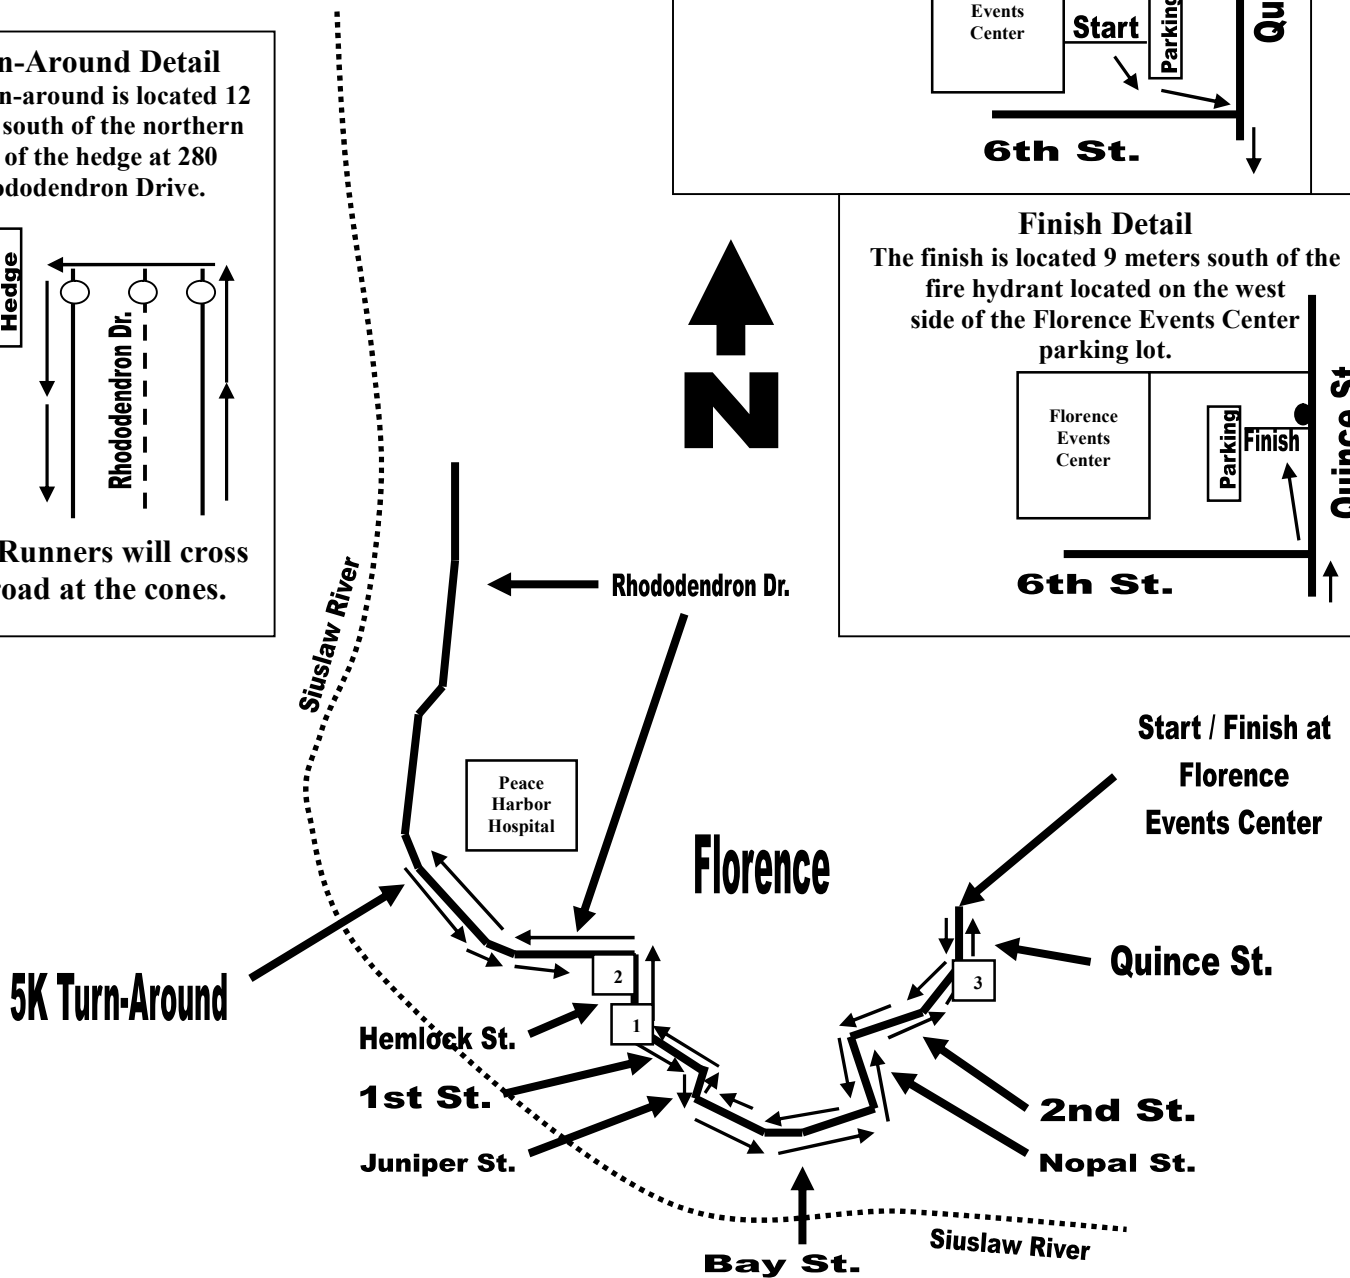 n-Around Detail
n-around is located 12
south of the northern
of the hedge at 280
ododendron Drive.
Hedge
Rhododendron Dr.
Runners will cross
road at the cones.
Events
Center
Start
Parking
Qu
6th St.
Finish Detail
The finish is located 9 meters south of the
fire hydrant located on the west
side of the Florence Events Center
parking lot.
Florence
Events
Center
Parking
Finish
Quince St
6th St.
N
Siuslaw River
Rhododendron Dr.
Peace
Harbor
Hospital
Florence
Start / Finish at
Florence
Events Center
5K Turn-Around
Quince St.
2
3
1
Hemlock St.
1st St.
Juniper St.
2nd St.
Nopal St.
Bay St.
Siuslaw River